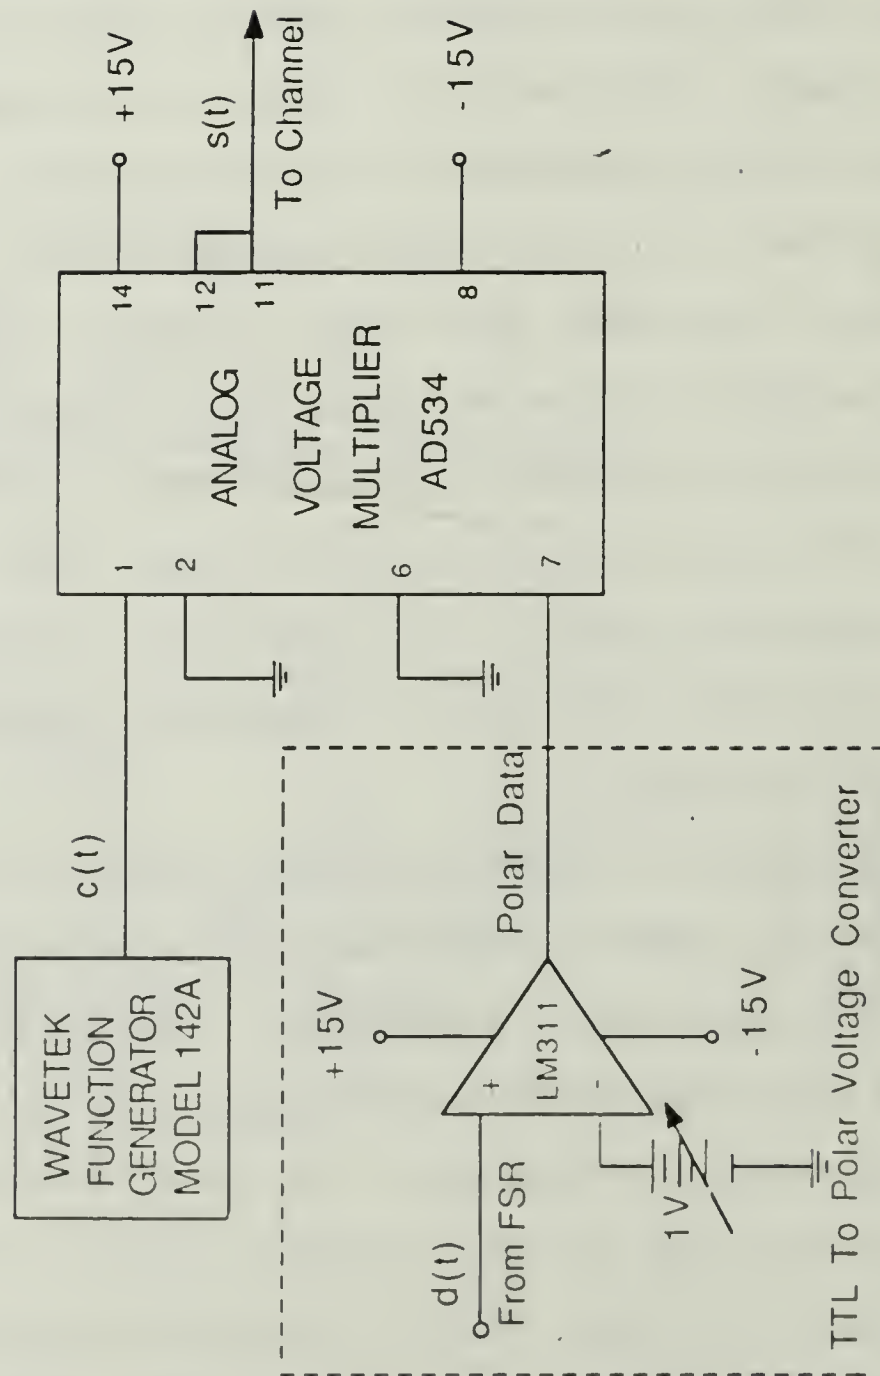 WAVETEK
FUNCTION
GENERATOR
MODEL 142A
c(t)
1
2
6
7
ANALOG
VOLTAGE
MULTIPLIER
AD534
14
12
11
8
+15V
s(t)
To Channel
-15V
d(t)
From FSR
+
-
LM311
+15V
-15V
1V
Polar Data
TTL To Polar Voltage Converter